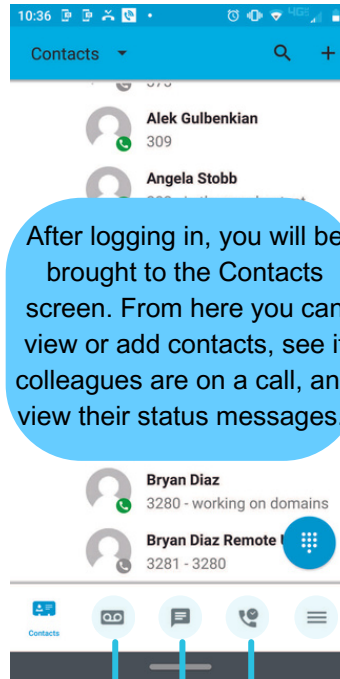 10:36
Contacts
Alek Gulbenkian
309
Angela Stobb
After logging in, you will be
brought to the Contacts
screen. From here you can
view or add contacts, see if
colleagues are on a call, and
view their status messages.
Bryan Diaz
3280 - working on domains
Bryan Diaz Remote
3281 - 3280
Contacts